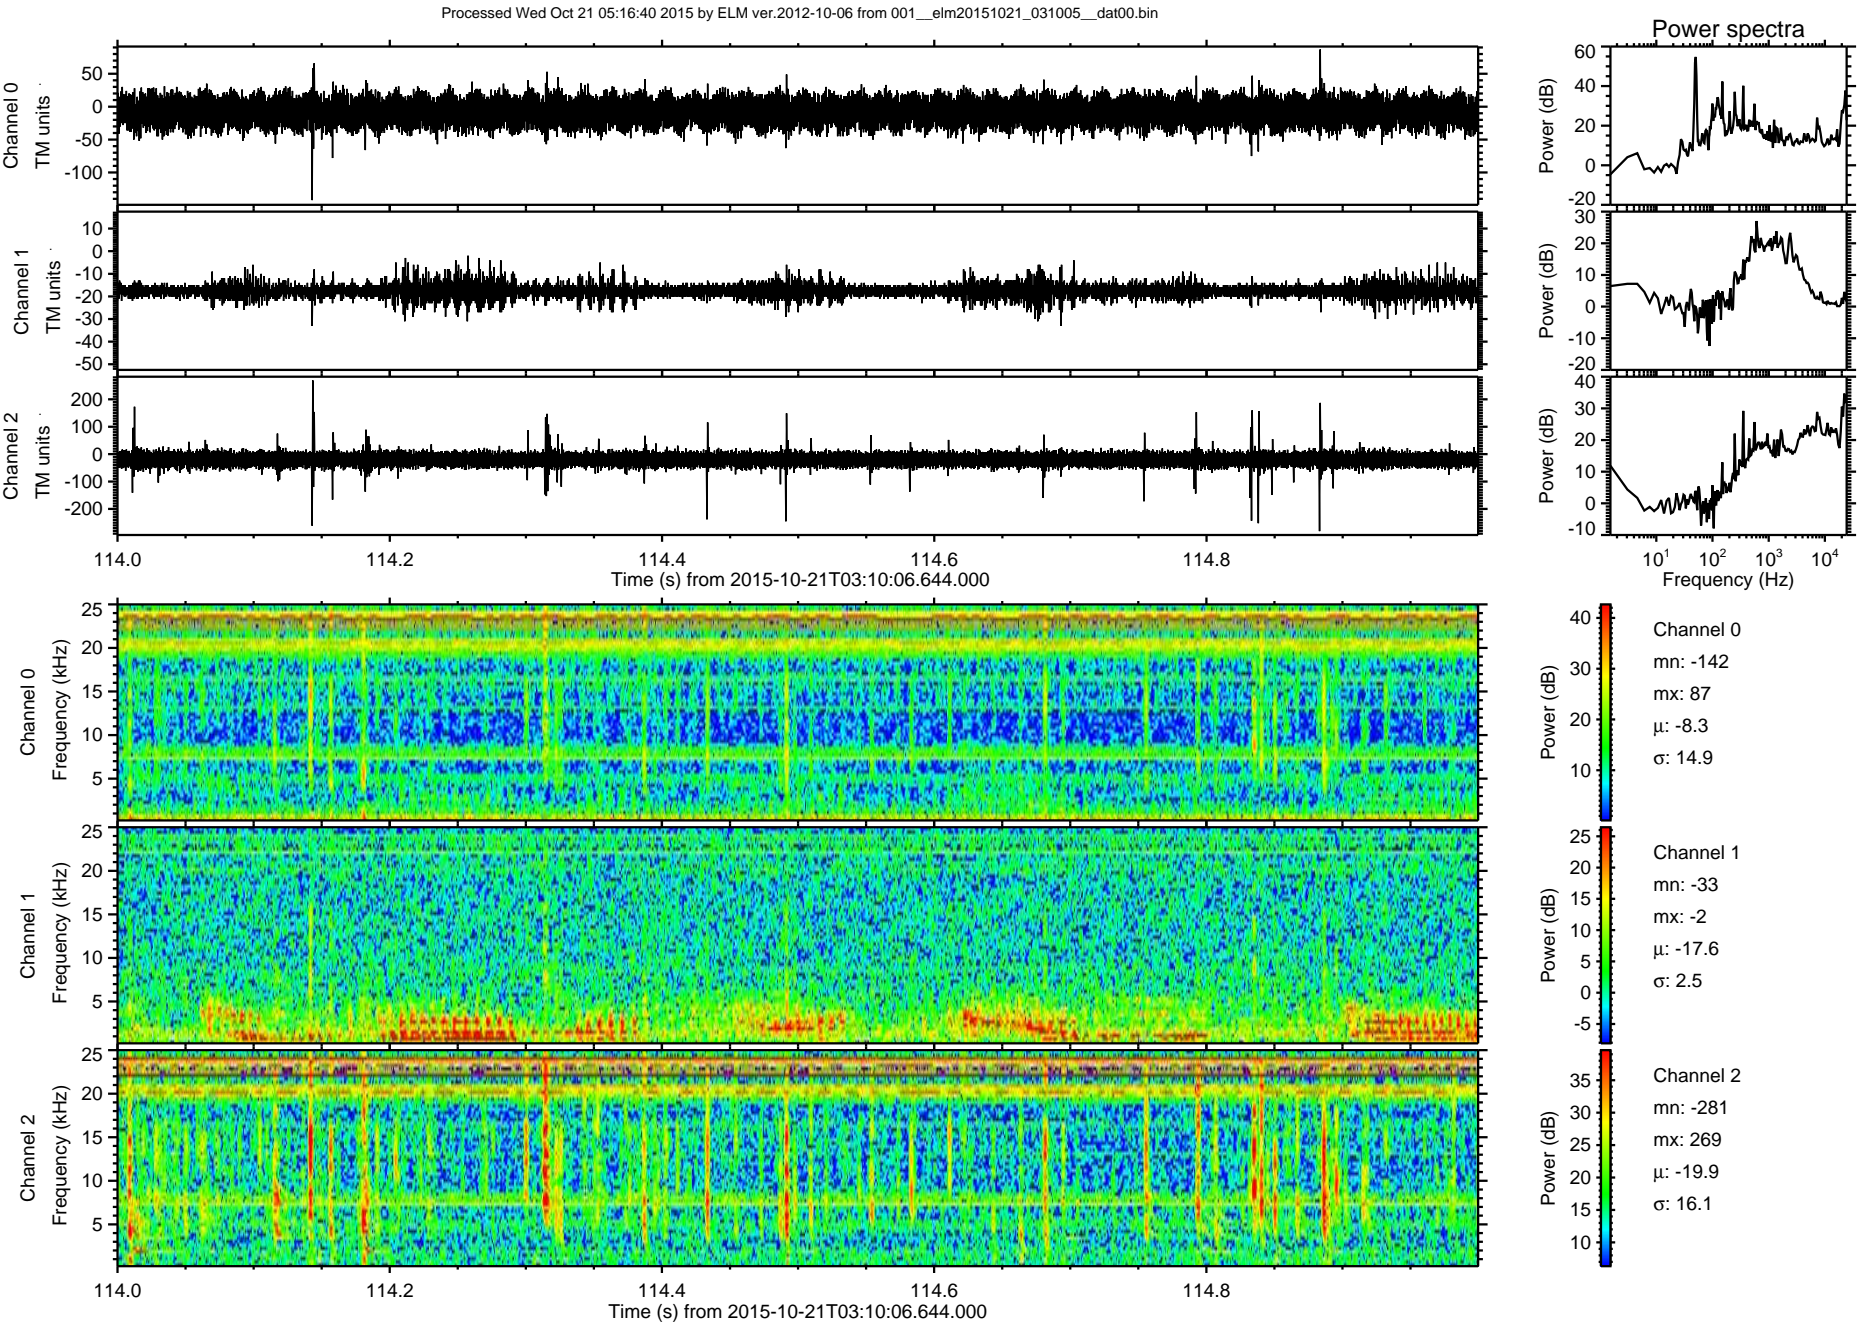 Processed Wed Oct 21 05:16:40 2015 by ELM ver.2012-10-06 from 001__elm20151021_031005__dat00.bin
Power spectra
Channel 0
TM units
50
0
-50
-100
Power (dB)
60
40
20
0
-20
Channel 1
TM units
10
0
-10
-20
-30
-40
-50
Power (dB)
30
20
10
0
-10
-20
Channel 2
TM units
200
100
0
-100
-200
Power (dB)
40
30
20
10
0
-10
114.0 114.2 114.4 114.6 114.8
Time (s) from 2015-10-21T03:10:06.644.000
10^1 10^2 10^3 10^4
Frequency (Hz)
Channel 0
Frequency (kHz)
25
20
15
10
5
Power (dB)
40
30
20
10
Channel 0
mn: -142
mx: 87
μ: -8.3
σ: 14.9
Channel 1
Frequency (kHz)
25
20
15
10
5
Power (dB)
25
20
15
10
5
0
-5
Channel 1
mn: -33
mx: -2
μ: -17.6
σ: 2.5
Channel 2
Frequency (kHz)
25
20
15
10
5
Power (dB)
35
30
25
20
15
10
Channel 2
mn: -281
mx: 269
μ: -19.9
σ: 16.1
114.0 114.2 114.4 114.6 114.8
Time (s) from 2015-10-21T03:10:06.644.000